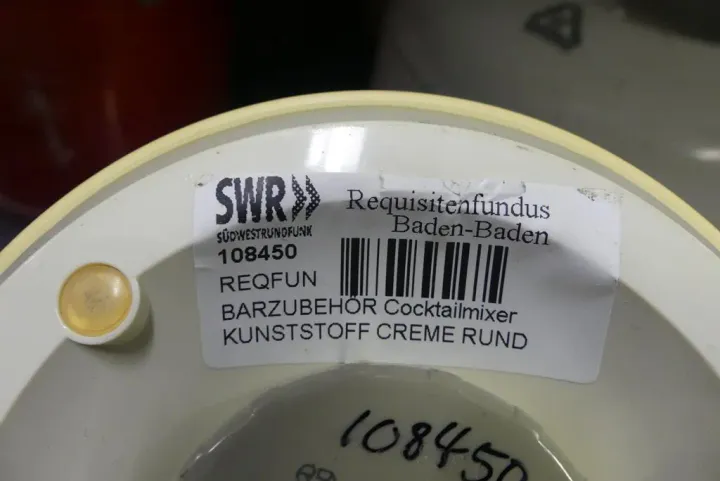 SWR
SÜDWESTRUNDFUNK
Requisitenfundus
Baden-Baden
108450
REQFUN
BARZUBEHÖR Cocktailmixer
KUNSTSTOFF CREME RUND
108450